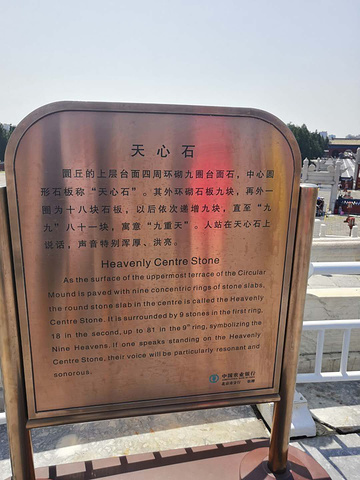 天心石
圜丘的上层台面四周环砌九圈台面石，中心圆
形石板称“天心石”。其外环砌石板九块，再外一
圈为十八块石板，以后依次递增九块，直至“九
九”八十一块，寓意“九重天”。人站在天心石上
说话，声音特别浑厚、洪亮。
Heavenly Centre Stone
As the surface of the uppermost terrace of the Circular
Mound is paved with nine concentric rings of stone slabs,
the round stone slab in the centre is called the Heavenly
Centre Stone. It is surrounded by 9 stones in the first ring,
18 in the second, up to 81 in the 9th ring, symbolizing the
Nine Heavens. If one speaks standing on the Heavenly
Centre Stone, their voice will be particularly resonant and
sonorous.
中国农业银行